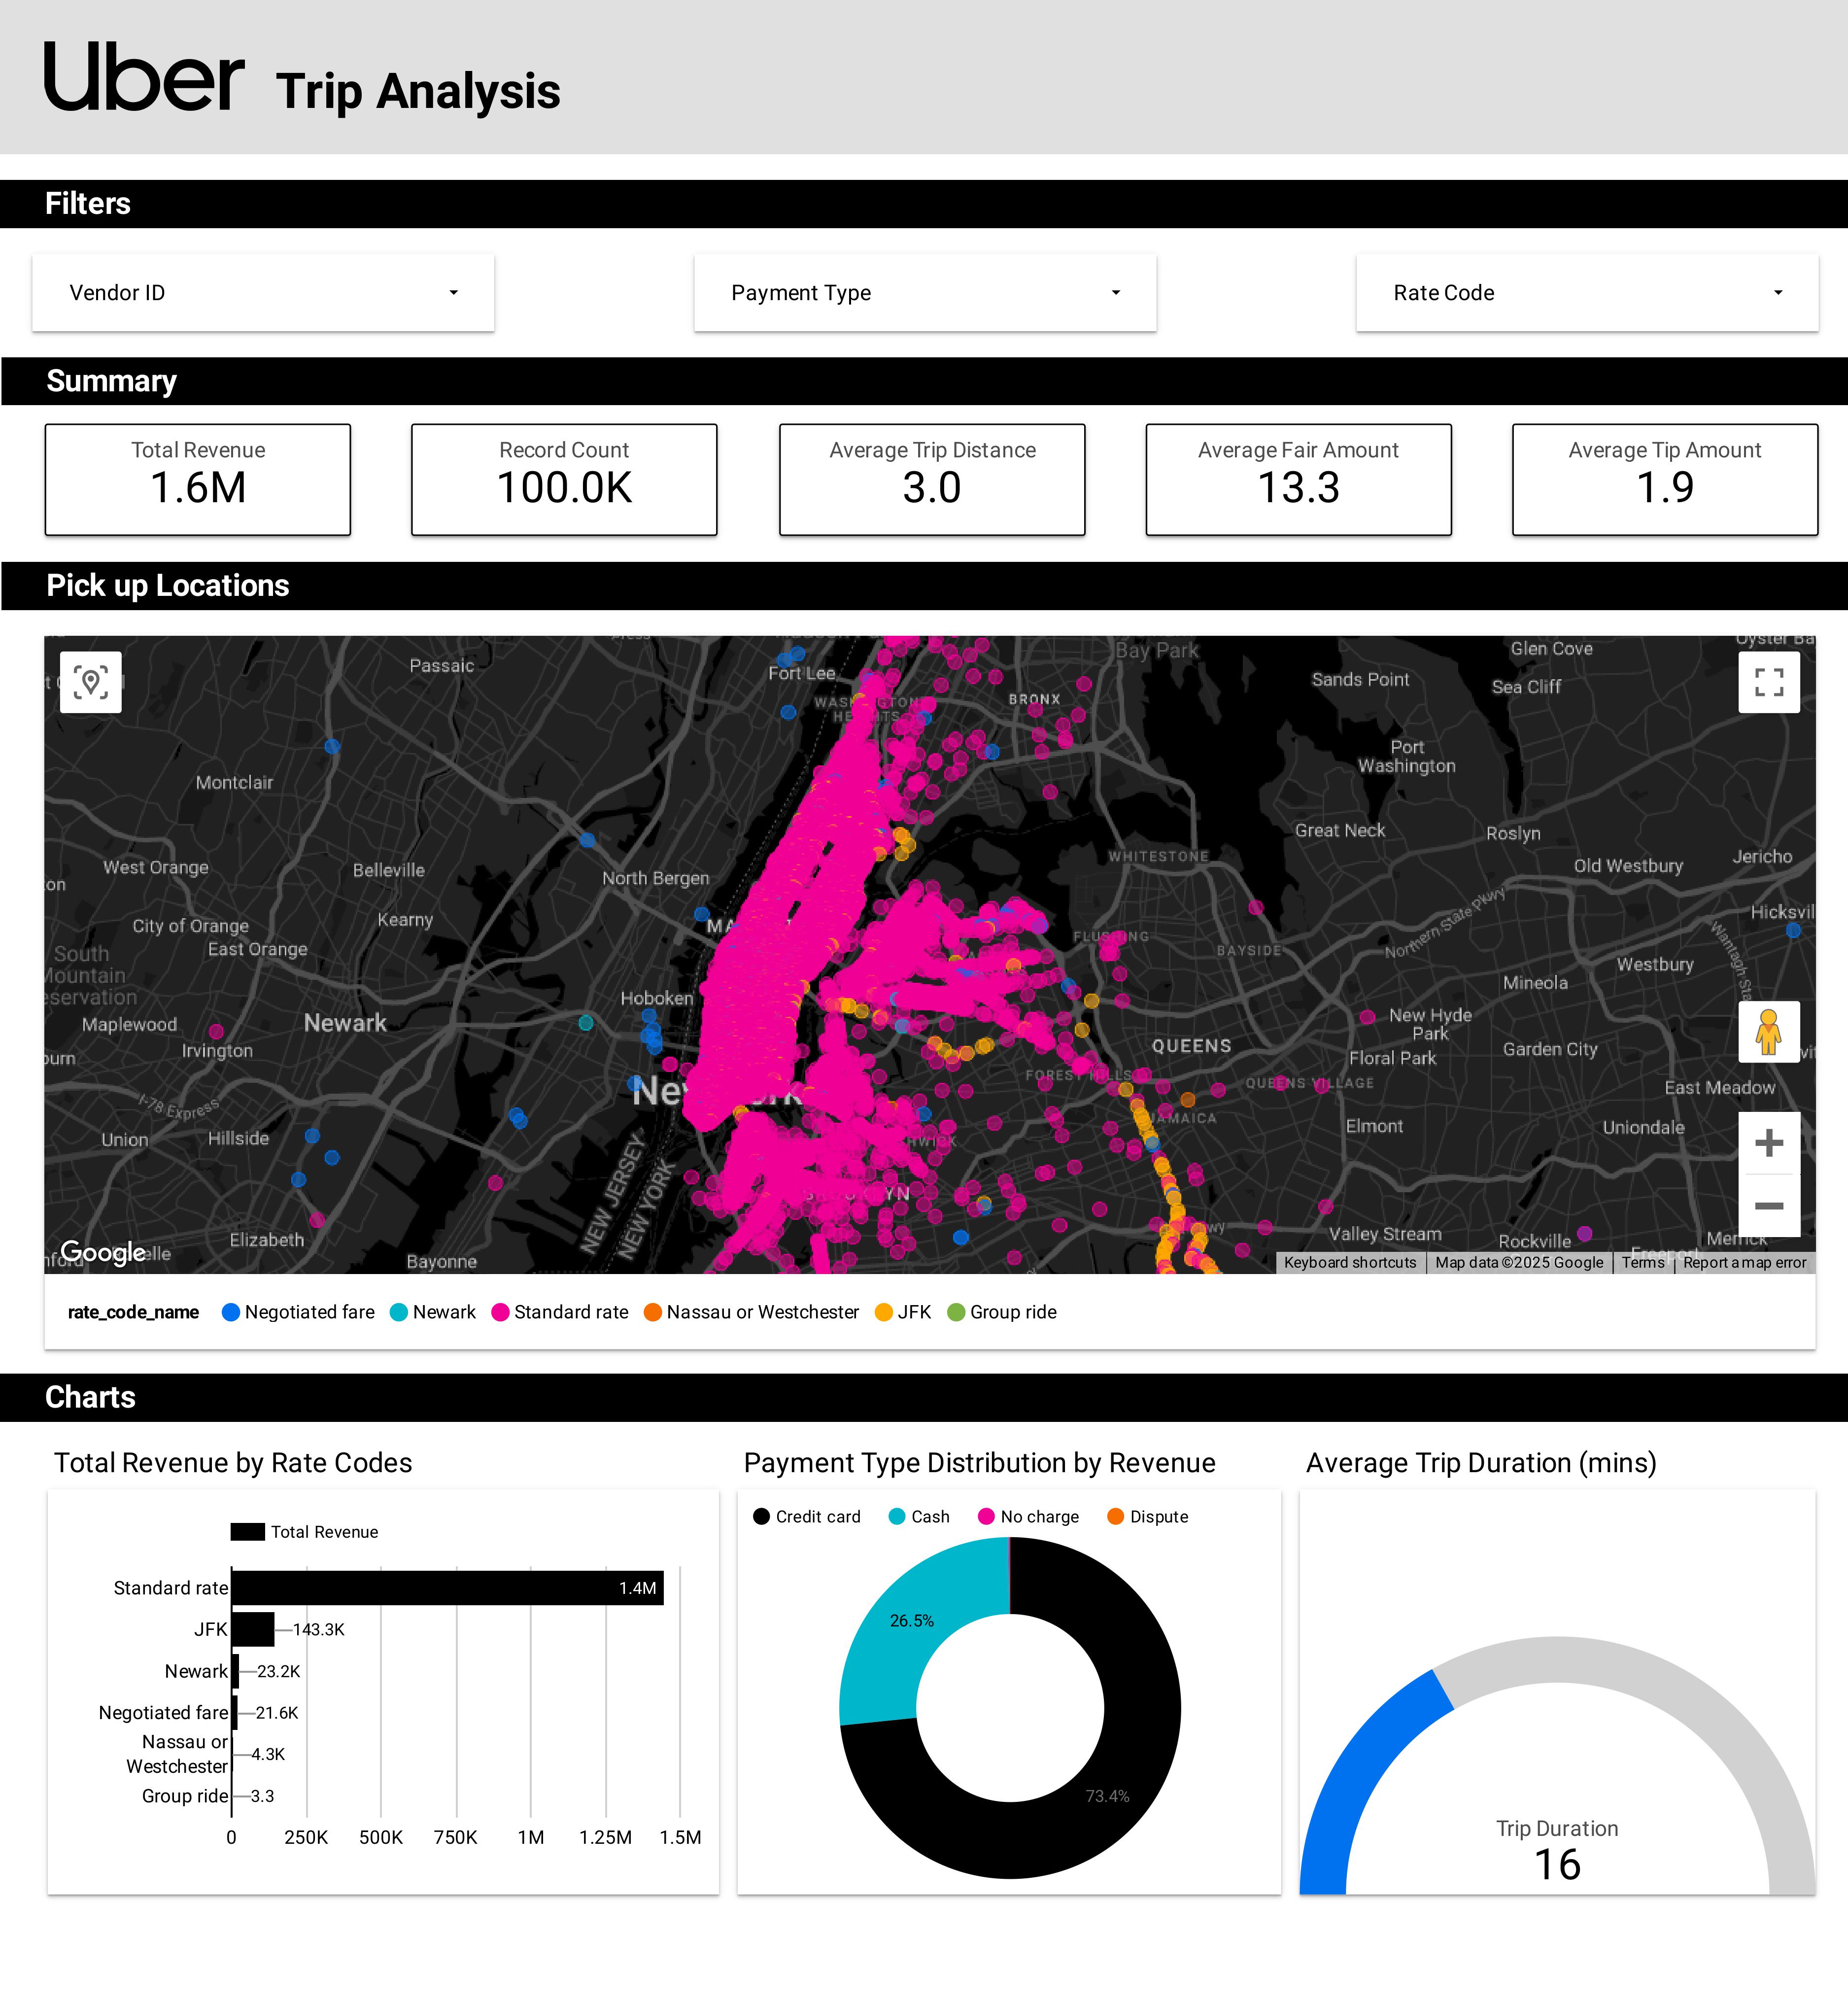 Uber Trip Analysis
Filters
Vendor ID
Payment Type
Rate Code
Summary
Total Revenue
1.6M
Record Count
100.0K
Average Trip Distance
3.0
Average Fair Amount
13.3
Average Tip Amount
1.9
Pick up Locations
Passaic
Fort Lee
Bay Park
Glen Cove
Sands Point
Sea Cliff
BRONX
Port
Washington
Montclair
Great Neck
Roslyn
WHITESTONE
Jericho
Old Westbury
West Orange
Belleville
North Bergen
Kearny
City of Orange
East Orange
FLUSHING
BAYSIDE
Northern State Pkwy
South
Mountain
Westbury
Mineola
Hoboken
Maplewood
Newark
New Hyde
Park
Irvington
QUEENS
Floral Park
Garden City
FOREST HILLS
QUEENS VILLAGE
East Meadow
I-78 Express
JAMAICA
Elmont
Uniondale
Union
Hillside
NEW JERSEY
NEW YORK
BROOKLYN
Elizabeth
Valley Stream
Rockville
Merrick
Freeport
Google
Bayonne
Keyboard shortcuts
Map data ©2025 Google
Terms
Report a map error
rate_code_name Negotiated fare Newark Standard rate Nassau or Westchester JFK Group ride
Charts
Total Revenue by Rate Codes
Total Revenue
Standard rate 1.4M
JFK 143.3K
Newark 23.2K
Negotiated fare 21.6K
Nassau or
Westchester 4.3K
Group ride 3.3
0 250K 500K 750K 1M 1.25M 1.5M
Payment Type Distribution by Revenue
Credit card Cash No charge Dispute
26.5%
73.4%
Average Trip Duration (mins)
Trip Duration
16